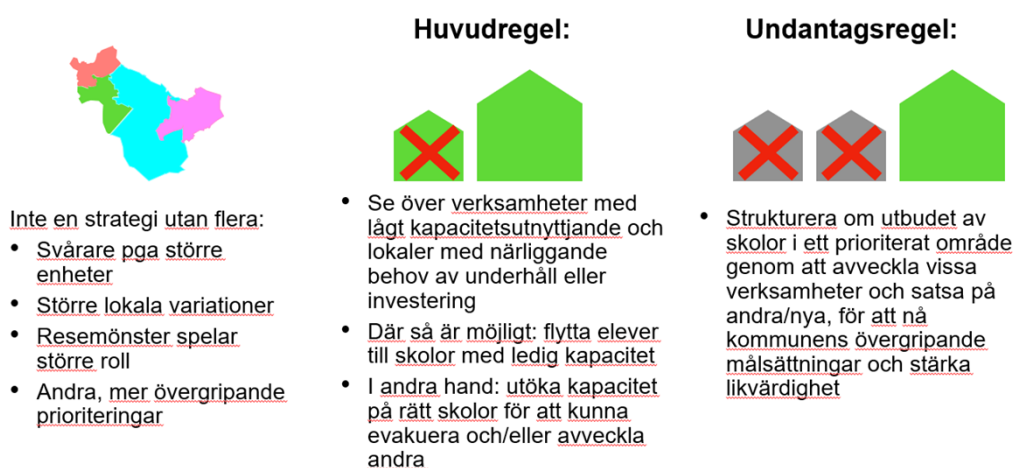 Inte en strategi utan flera:
• Svårare pga större
enheter
• Större lokala variationer
• Resemönster spelar
större roll
• Andra, mer övergripande
prioriteringar
Huvudregel:
• Se över verksamheter med
lågt kapacitetsutnyttjande och
lokaler med närliggande
behov av underhåll eller
investering
• Där så är möjligt: flytta elever
till skolor med ledig kapacitet
• I andra hand: utöka kapacitet
på rätt skolor för att kunna
evakuera och/eller avveckla
andra
Undantagsregel:
• Strukturera om utbudet av
skolor i ett prioriterat område
genom att avveckla vissa
verksamheter och satsa på
andra/nya, för att nå
kommunens övergripande
målsättningar och stärka
likvärdighet